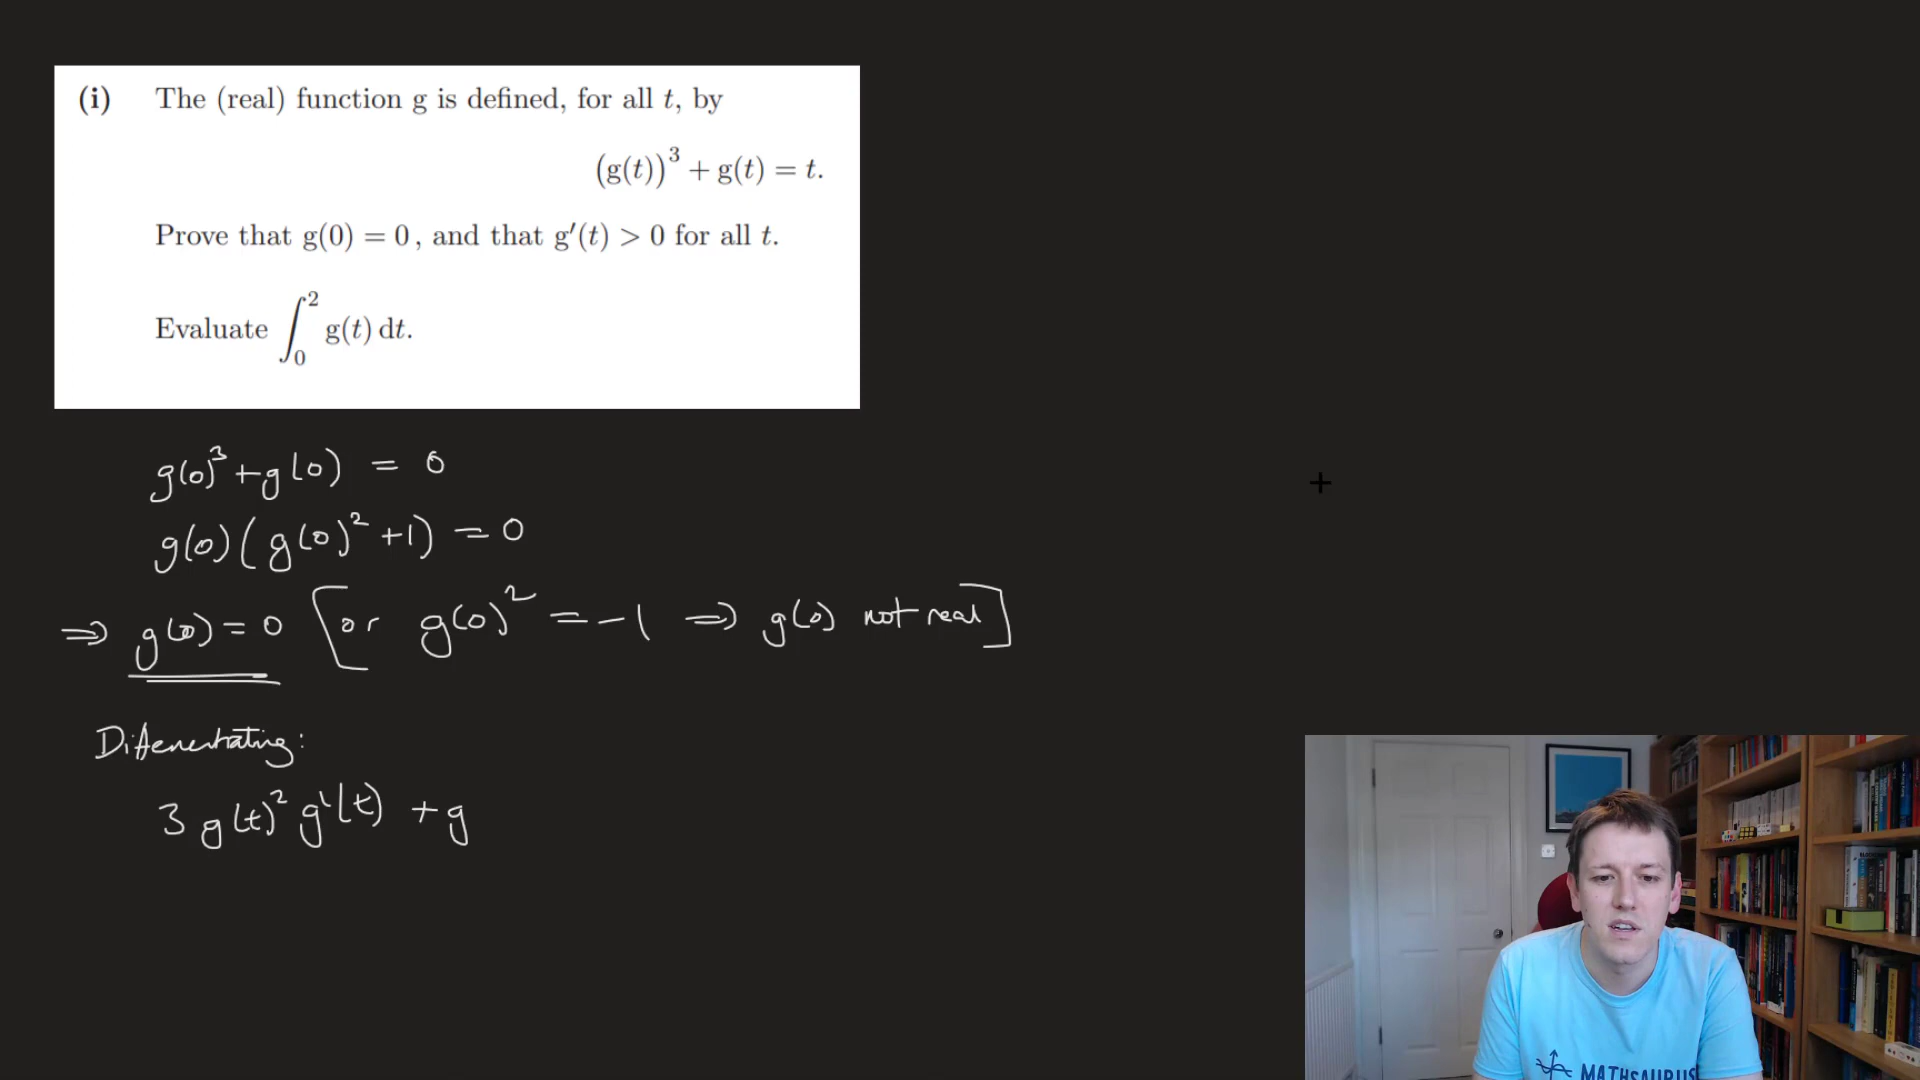 (i) The (real) function g is defined, for all t, by
(g(t))³ + g(t) = t.
Prove that g(0) = 0, and that g′(t) > 0 for all t.
Evaluate ∫₀² g(t) dt.
g(0)³ + g(0) = 0
g(0)(g(0)² + 1) = 0
⇒ g(0) = 0 [or g(0)² = −1 ⇒ g(0) not real]
Differentiating:
3 g(t)² g'(t) + g
MATHSAURUS